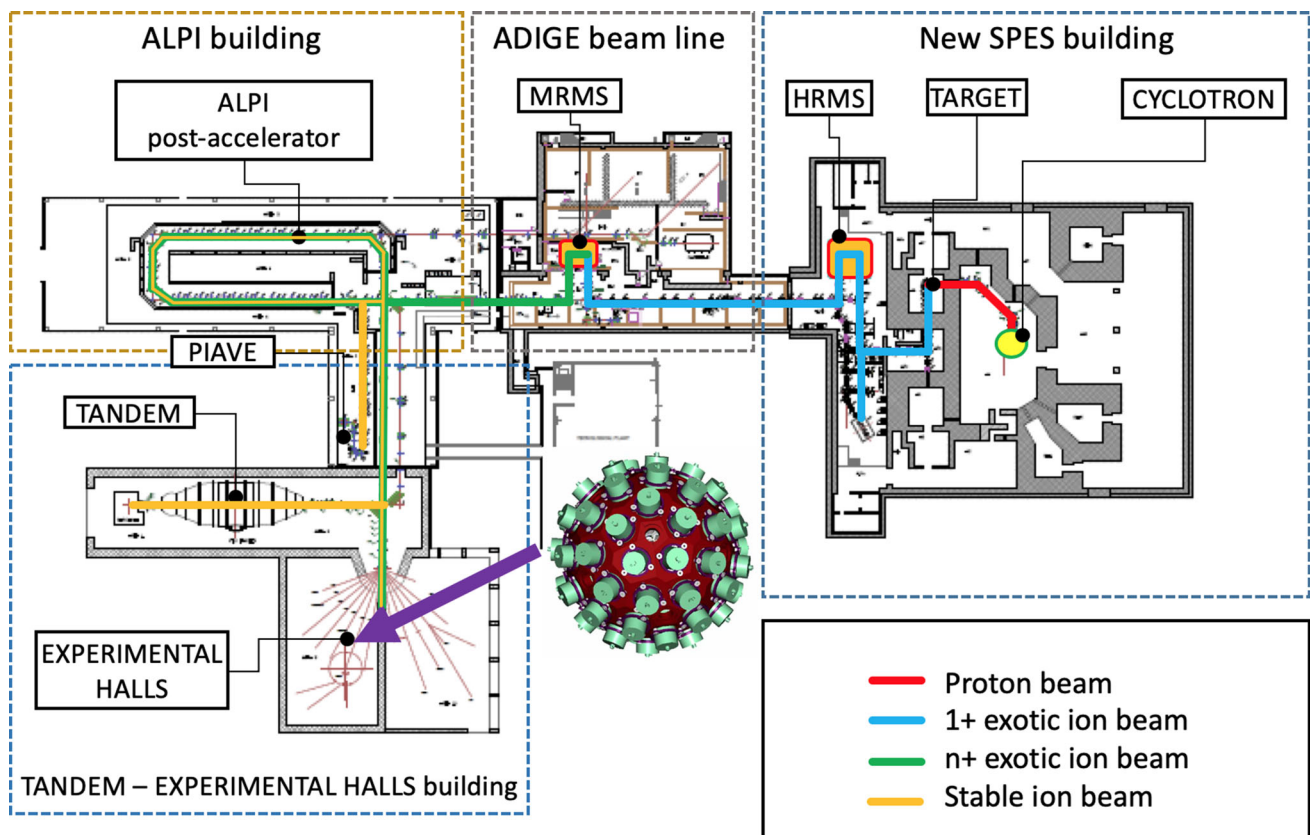 ALPI building
ADIGE beam line
New SPES building
ALPI
post-accelerator
MRMS
HRMS
TARGET
CYCLOTRON
PIAVE
TANDEM
EXPERIMENTAL
HALLS
TANDEM – EXPERIMENTAL HALLS building
Proton beam
1+ exotic ion beam
n+ exotic ion beam
Stable ion beam